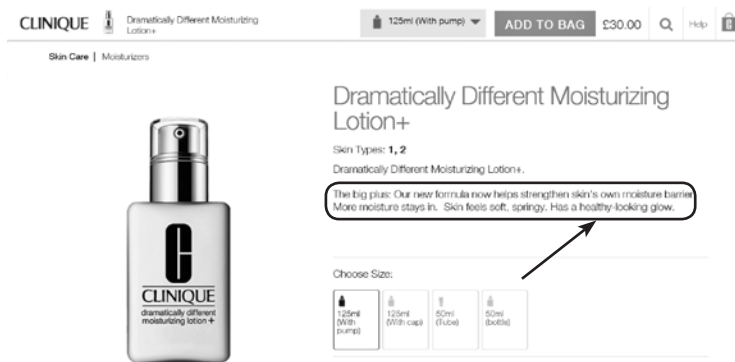 CLINIQUE
Dramatically Different Moisturizing
Lotion+
125ml (With pump)
ADD TO BAG
£30.00
Help
Skin Care | Moisturizers
Dramatically Different Moisturizing
Lotion+
Skin Types: 1, 2
Dramatically Different Moisturizing Lotion+.
The big plus: Our new formula now helps strengthen skin's own moisture barrier
More moisture stays in. Skin feels soft, springy. Has a healthy-looking glow.
Choose Size:
125ml
(With
pump)
125ml
(With cap)
50ml
(Tube)
50ml
(bottle)
CLINIQUE
dramatically different
moisturizing lotion +